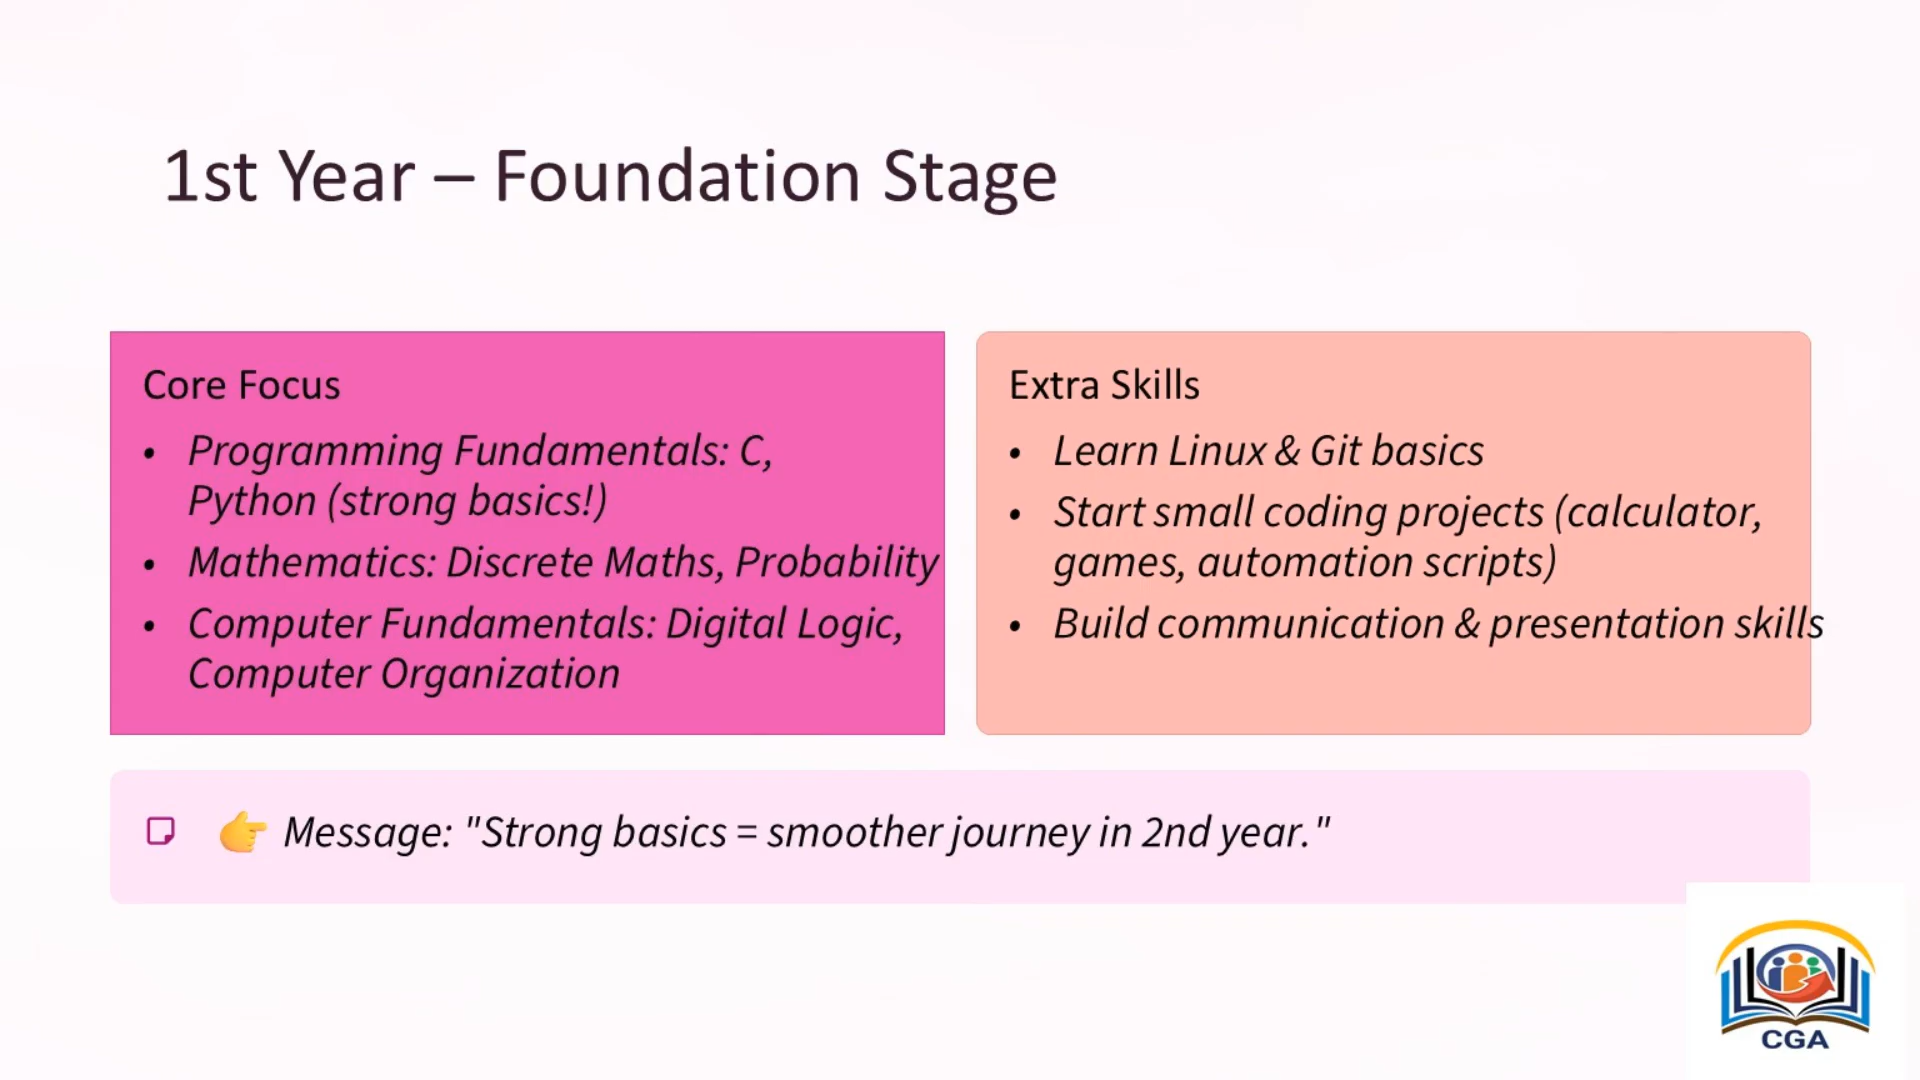 1st Year – Foundation Stage
Core Focus
• Programming Fundamentals: C,
Python (strong basics!)
• Mathematics: Discrete Maths, Probability
• Computer Fundamentals: Digital Logic,
Computer Organization
Extra Skills
• Learn Linux & Git basics
• Start small coding projects (calculator,
games, automation scripts)
• Build communication & presentation skills
👉 Message: "Strong basics = smoother journey in 2nd year."
CGA